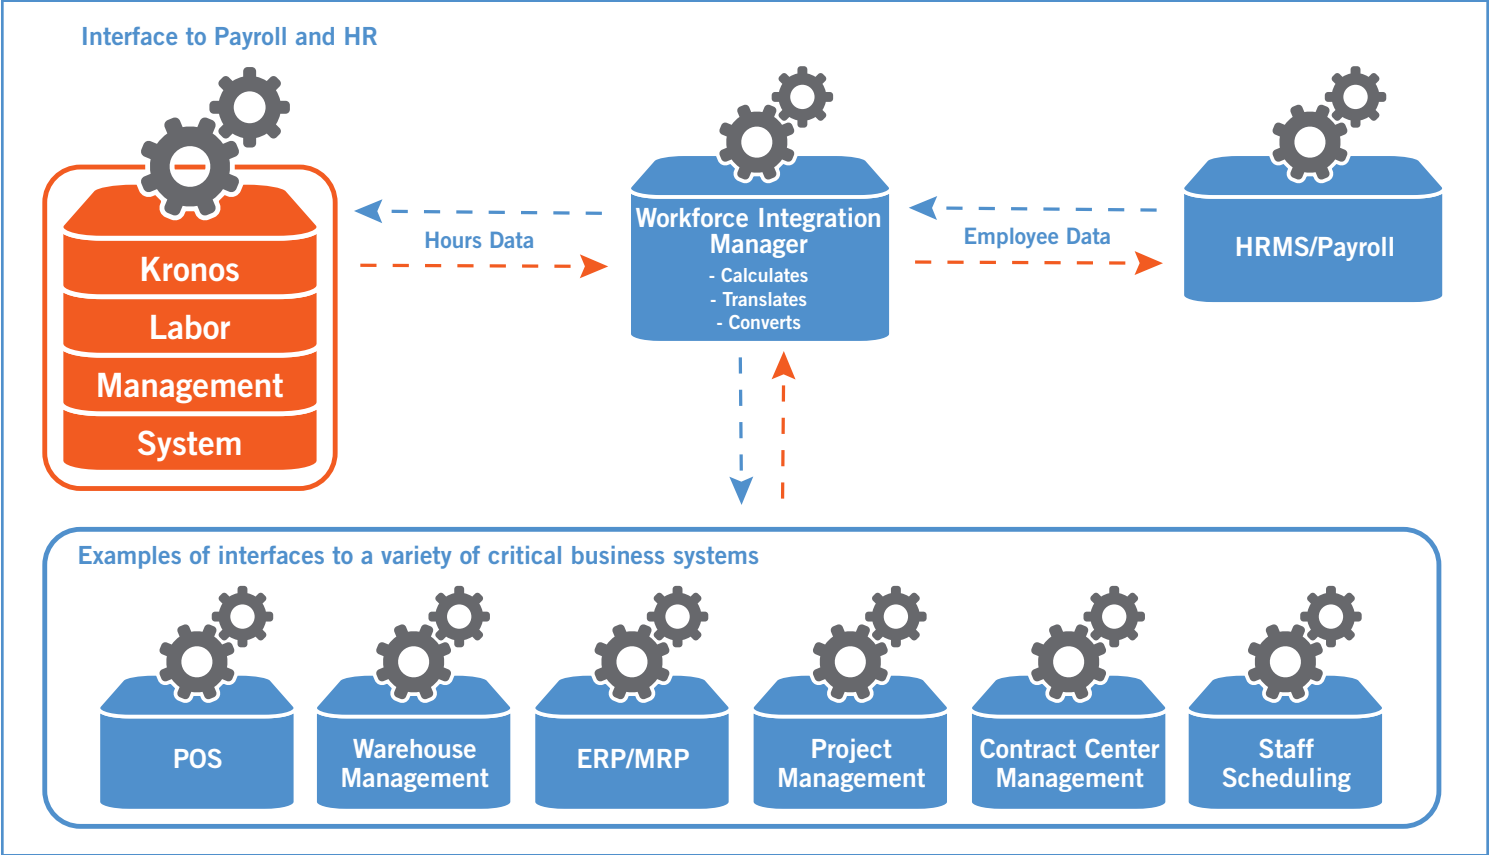 Interface to Payroll and HR
Kronos
Labor
Management
System
Hours Data
Workforce Integration
Manager
- Calculates
- Translates
- Converts
Employee Data
HRMS/Payroll
Examples of interfaces to a variety of critical business systems
POS
Warehouse
Management
ERP/MRP
Project
Management
Contract Center
Management
Staff
Scheduling